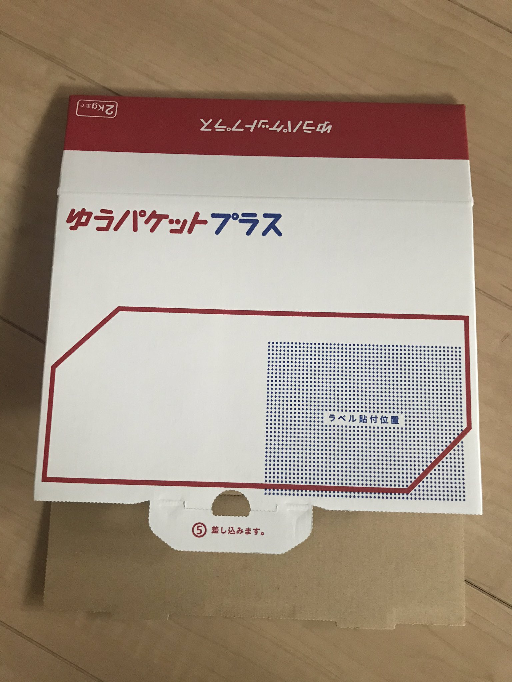 2kgまで
ゆうパケットプラス
ゆうパケットプラス
ラベル貼付位置
⑤ 差し込みます。